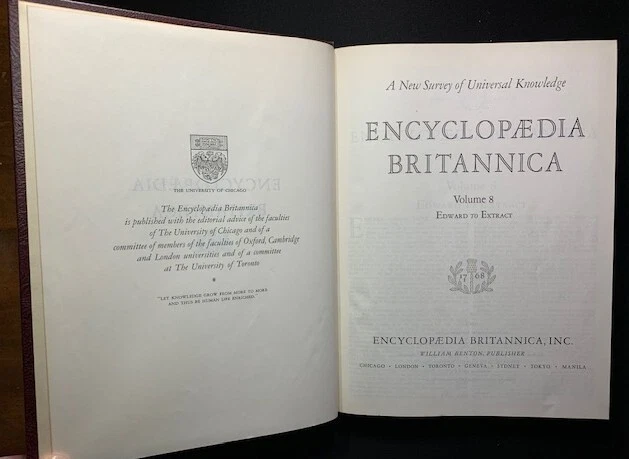 THE UNIVERSITY OF CHICAGO
The Encyclopædia Britannica
is published with the editorial advice of the faculties
of The University of Chicago and of a
committee of members of the faculties of Oxford, Cambridge
and London universities and of a committee
at The University of Toronto
*
"LET KNOWLEDGE GROW FROM MORE TO MORE
AND THUS BE HUMAN LIFE ENRICHED."
A New Survey of Universal Knowledge
ENCYCLOPÆDIA
BRITANNICA
Volume 8
EDWARD TO EXTRACT
1768
ENCYCLOPÆDIA BRITANNICA, INC.
WILLIAM BENTON, PUBLISHER
CHICAGO · LONDON · TORONTO · GENEVA · SYDNEY · TOKYO · MANILA